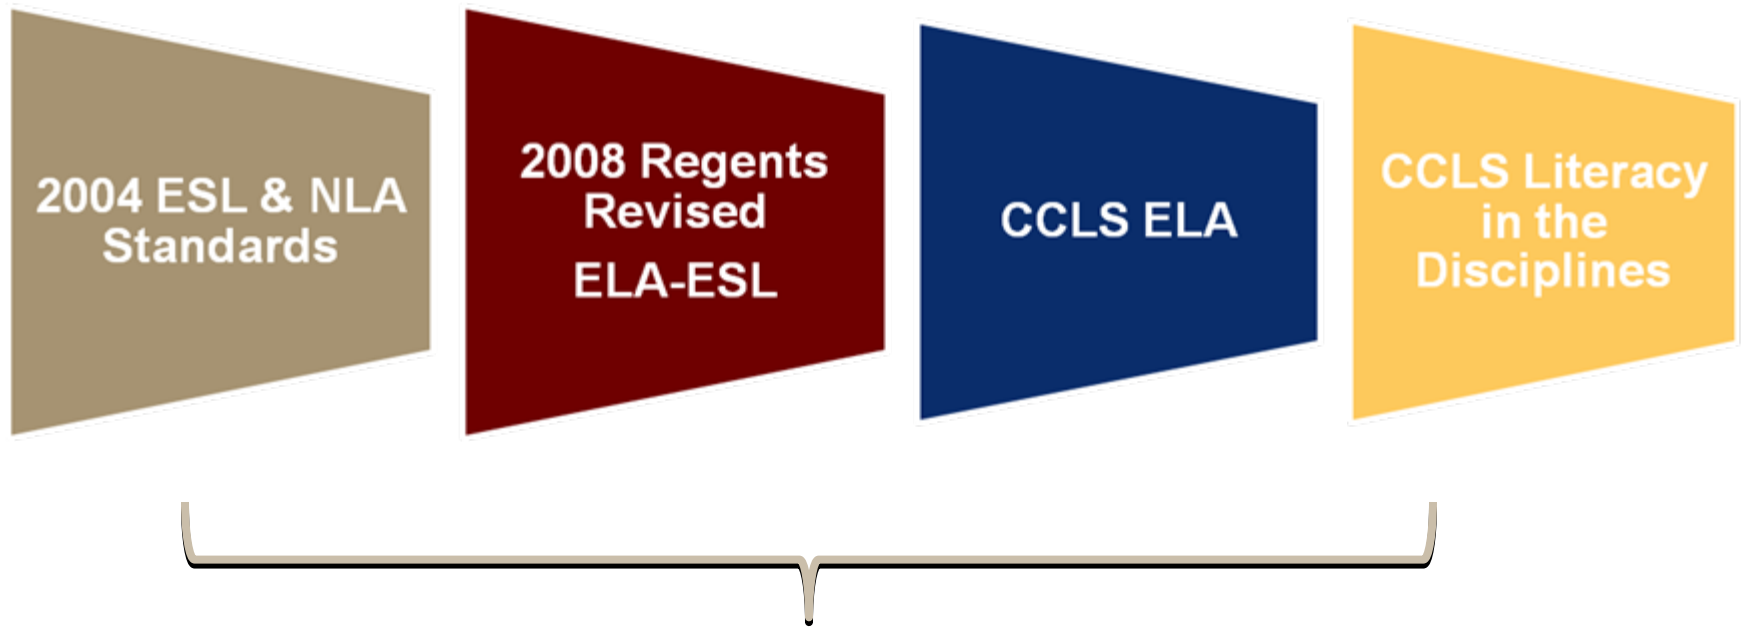 2004 ESL & NLA
Standards
2008 Regents
Revised
ELA-ESL
CCLS ELA
CCLS Literacy
in the
Disciplines